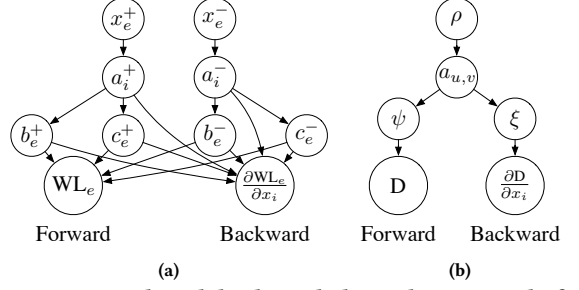 x_e^+ x_e^- ρ
a_i^+ a_i^- a_{u,v}
b_e^+ c_e^+ b_e^- c_e^- ψ ξ
WL_e ∂WL_e/∂x_i D ∂D/∂x_i
Forward Backward Forward Backward
(a) (b)